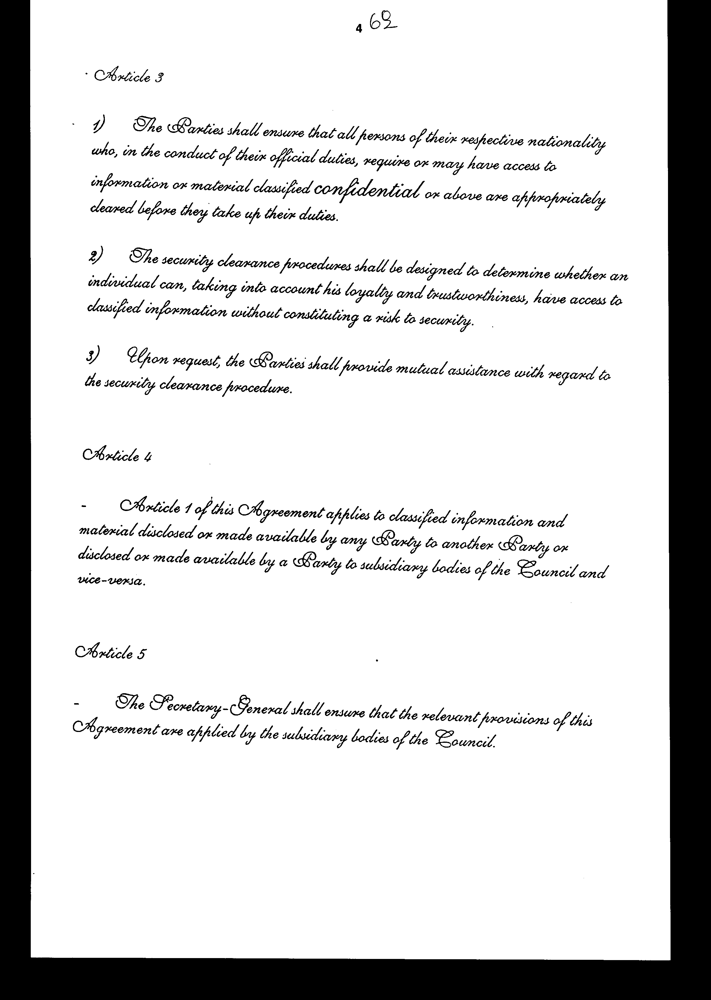 4 62
Article 3
1) The Parties shall ensure that all persons of their respective nationality
who, in the conduct of their official duties, require or may have access to
information or material classified confidential or above are appropriately
cleared before they take up their duties.
2) The security clearance procedures shall be designed to determine whether an
individual can, taking into account his loyalty and trustworthiness, have access to
classified information without constituting a risk to security.
3) Upon request, the Parties shall provide mutual assistance with regard to
the security clearance procedure.
Article 4
- Article 1 of this Agreement applies to classified information and
material disclosed or made available by any Party to another Party or
disclosed or made available by a Party to subsidiary bodies of the Council and
vice-versa.
Article 5
- The Secretary-General shall ensure that the relevant provisions of this
Agreement are applied by the subsidiary bodies of the Council.